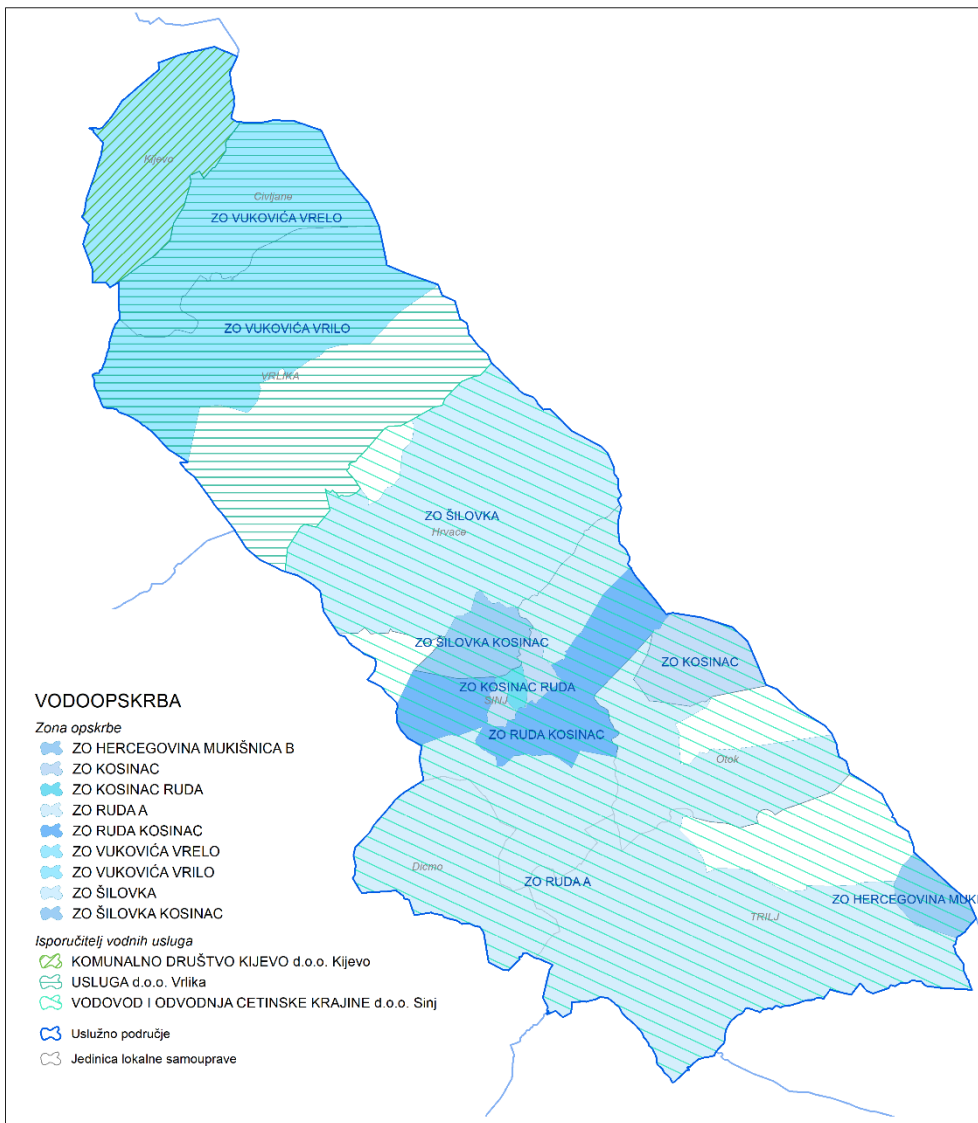 Kijevo
Civljane
ZO VUKOVIĆA VRELO
ZO VUKOVIĆA VRILO
VRLIKA
ZO ŠILOVKA
Hrvace
ZO ŠILOVKA KOSINAC
ZO KOSINAC
ZO KOSINAC RUDA
SINJ
ZO RUDA KOSINAC
Otok
Dicmo
ZO RUDA A
ZO HERCEGOVINA MUKI
TRILJ
VODOOPSKRBA
Zona opskrbe
ZO HERCEGOVINA MUKIŠNICA B
ZO KOSINAC
ZO KOSINAC RUDA
ZO RUDA A
ZO RUDA KOSINAC
ZO VUKOVIĆA VRELO
ZO VUKOVIĆA VRILO
ZO ŠILOVKA
ZO ŠILOVKA KOSINAC
Isporučitelj vodnih usluga
KOMUNALNO DRUŠTVO KIJEVO d.o.o. Kijevo
USLUGA d.o.o. Vrlika
VODOVOD I ODVODNJA CETINSKE KRAJINE d.o.o. Sinj
Uslužno područje
Jedinica lokalne samouprave